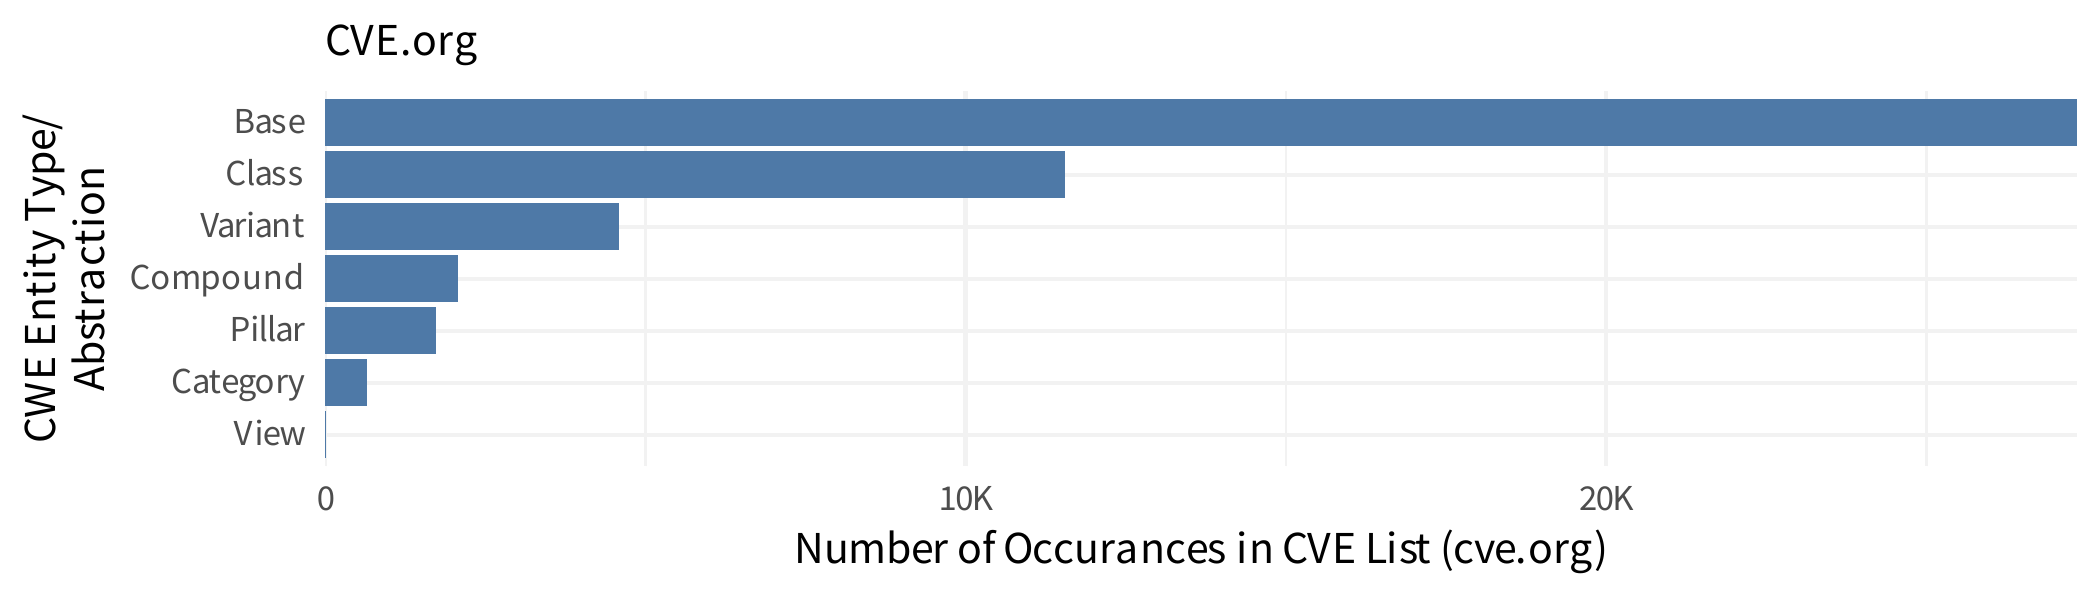 CVE.org
CWE Entity Type/
Abstraction
Base
Class
Variant
Compound
Pillar
Category
View
0
10K
20K
Number of Occurances in CVE List (cve.org)